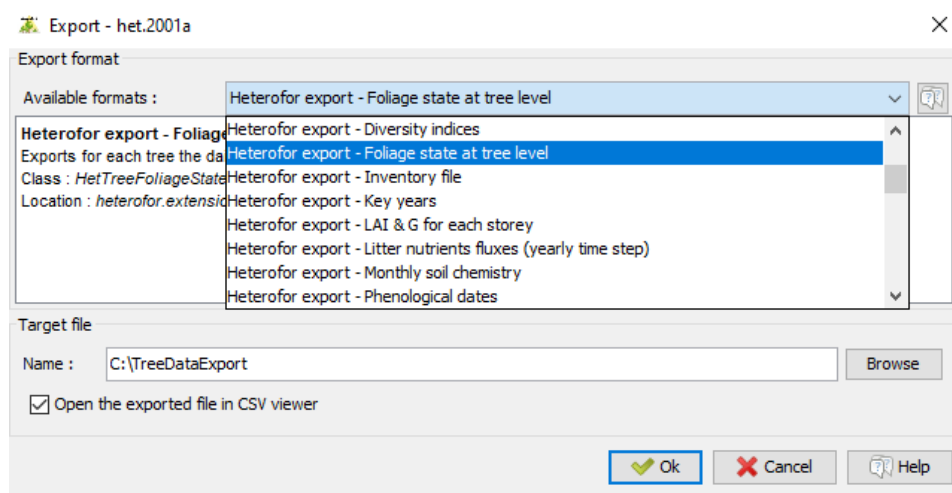 Export - het.2001a
Export format
Available formats :
Heterofor export - Foliage state at tree level
Heterofor export - Foliage
Exports for each tree the da
Class : HetTreeFoliageState
Location : heterofor.extensio
Heterofor export - Diversity indices
Heterofor export - Foliage state at tree level
Heterofor export - Inventory file
Heterofor export - Key years
Heterofor export - LAI & G for each storey
Heterofor export - Litter nutrients fluxes (yearly time step)
Heterofor export - Monthly soil chemistry
Heterofor export - Phenological dates
Target file
Name :
C:\TreeDataExport
Browse
Open the exported file in CSV viewer
Ok
Cancel
Help